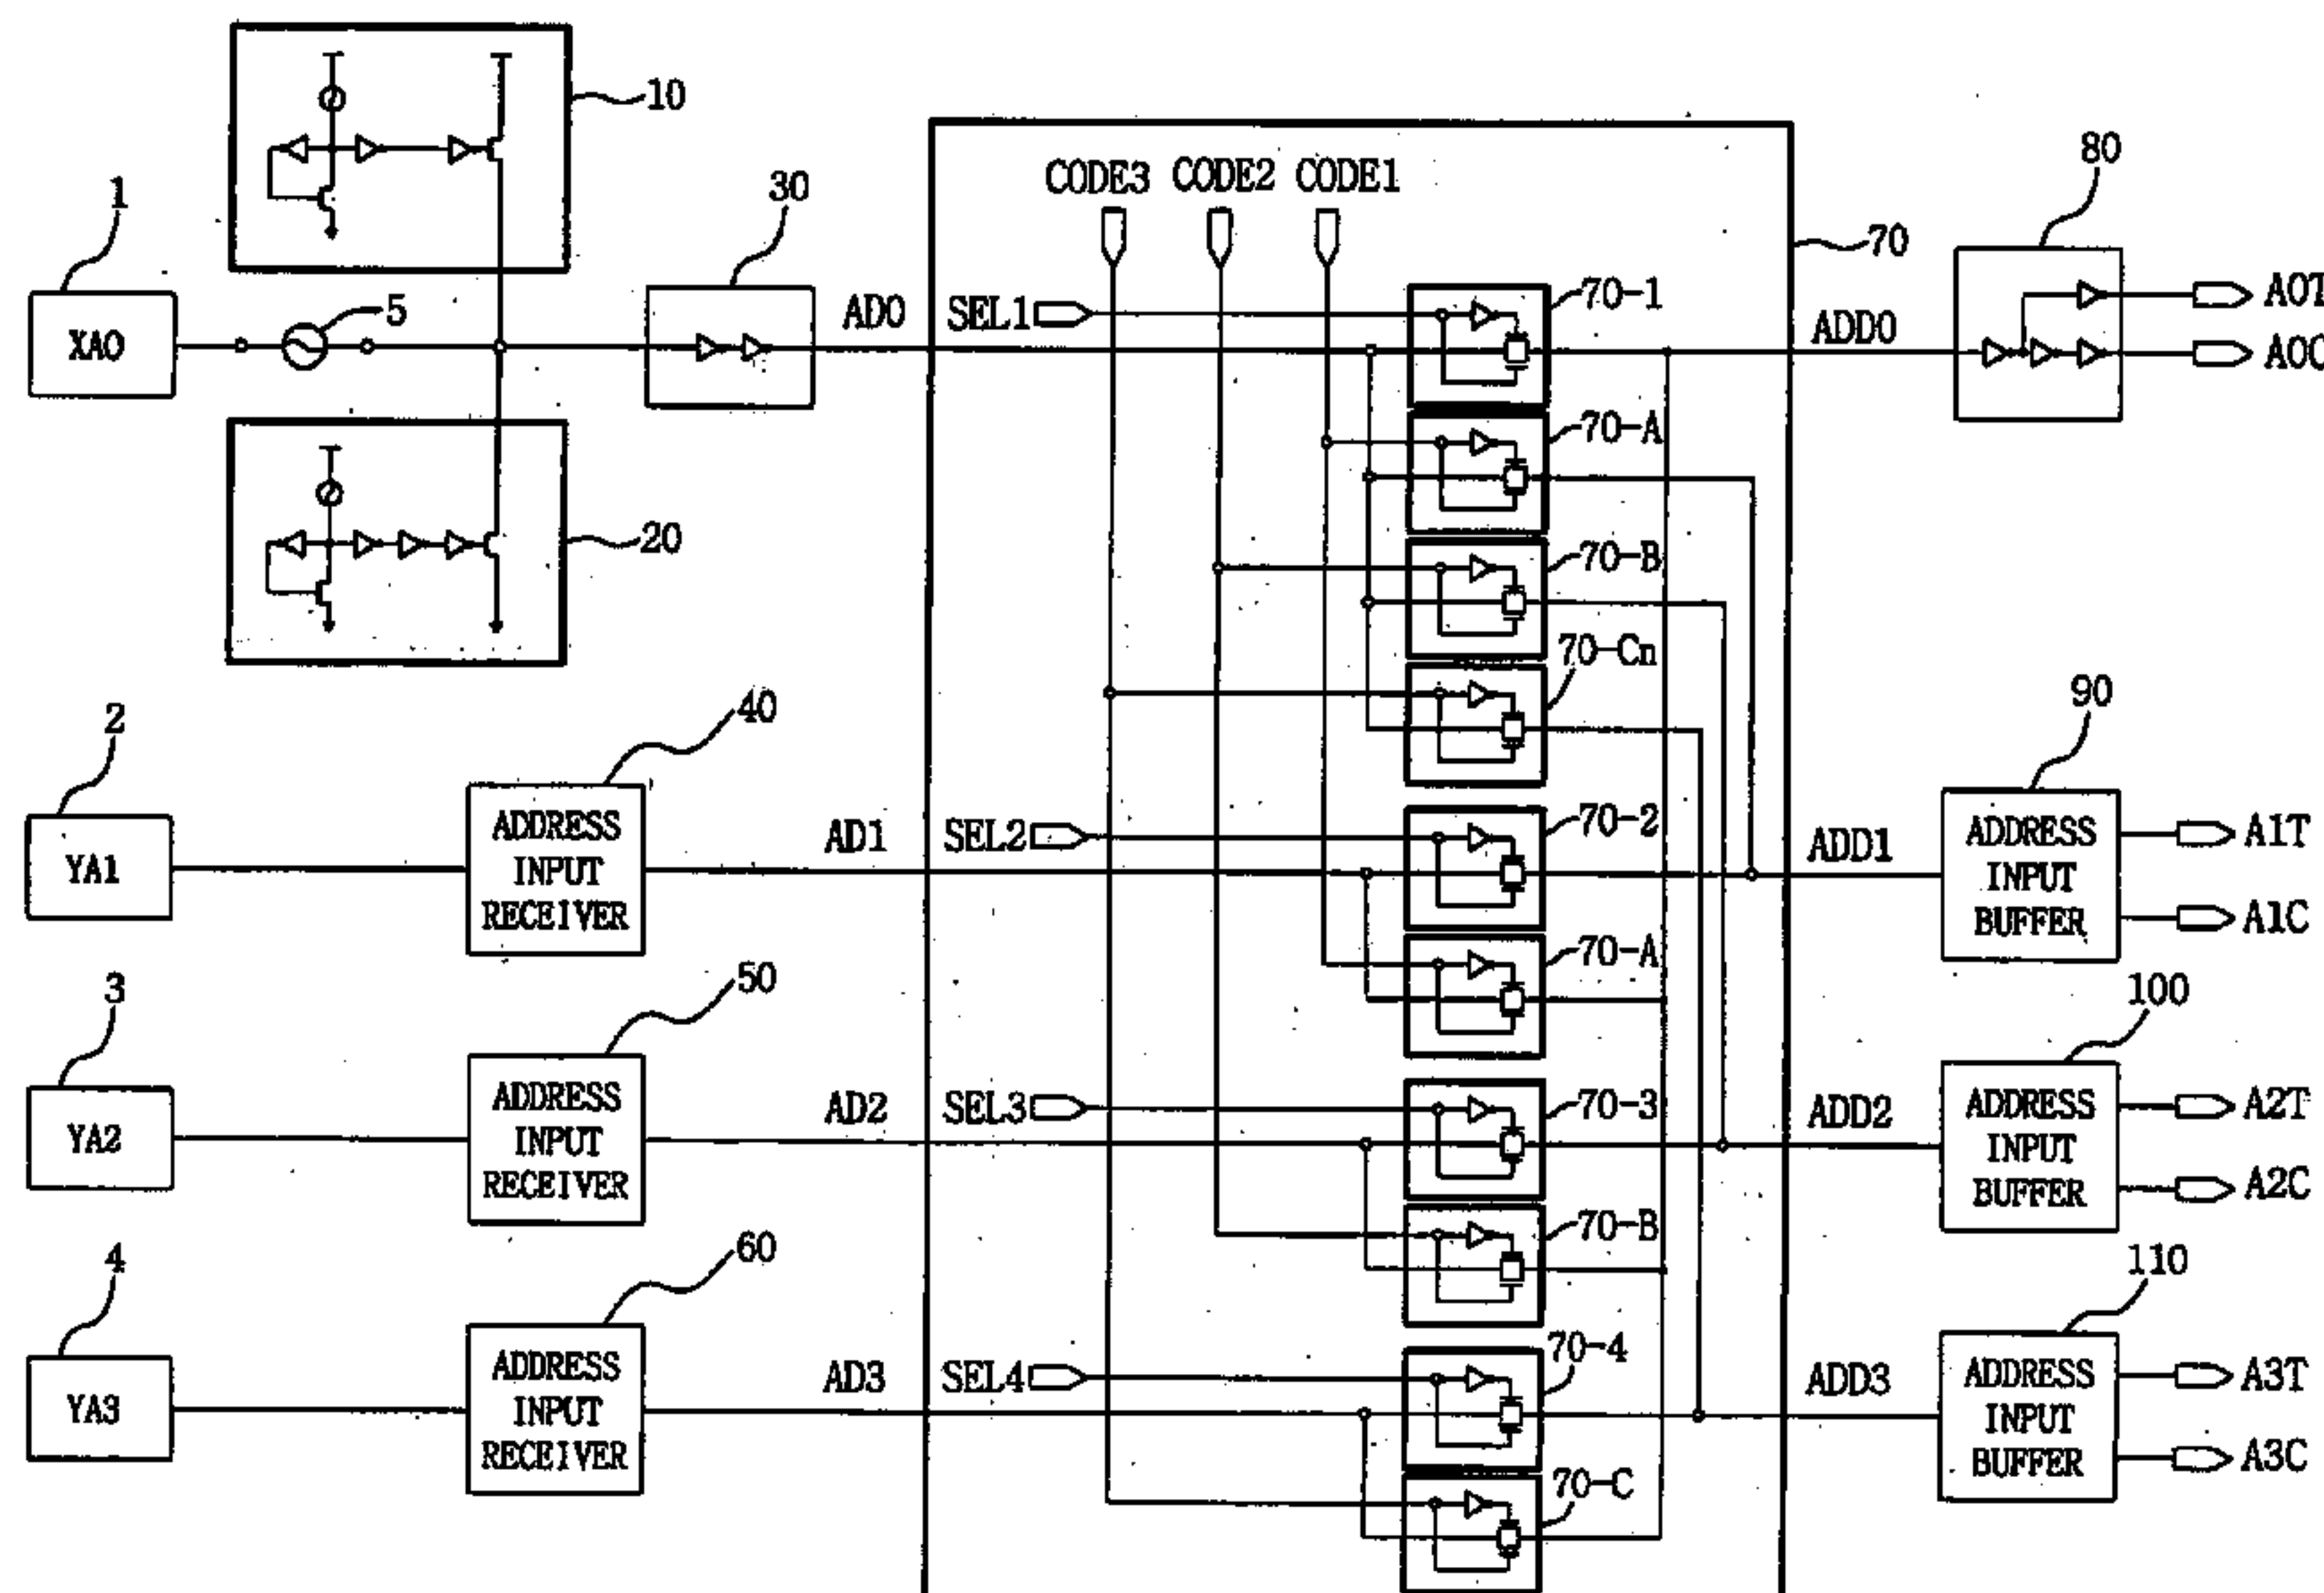 10
CODE3 CODE2 CODE1
80
1
30
70
XA0
5
AD0
SEL1
70-1
ADD0
A0T
A0C
70-A
20
70-B
70-Cn
2
40
90
YA1
ADDRESS
INPUT
RECEIVER
AD1
SEL2
70-2
ADD1
ADDRESS
INPUT
BUFFER
A1T
A1C
70-A
3
50
100
YA2
ADDRESS
INPUT
RECEIVER
AD2
SEL3
70-3
ADD2
ADDRESS
INPUT
BUFFER
A2T
A2C
70-B
4
60
110
YA3
ADDRESS
INPUT
RECEIVER
AD3
SEL4
70-4
ADD3
ADDRESS
INPUT
BUFFER
A3T
A3C
70-C